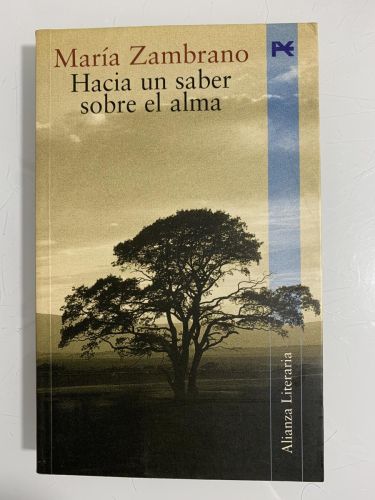 María Zambrano
Hacia un saber
sobre el alma
Alianza Literaria